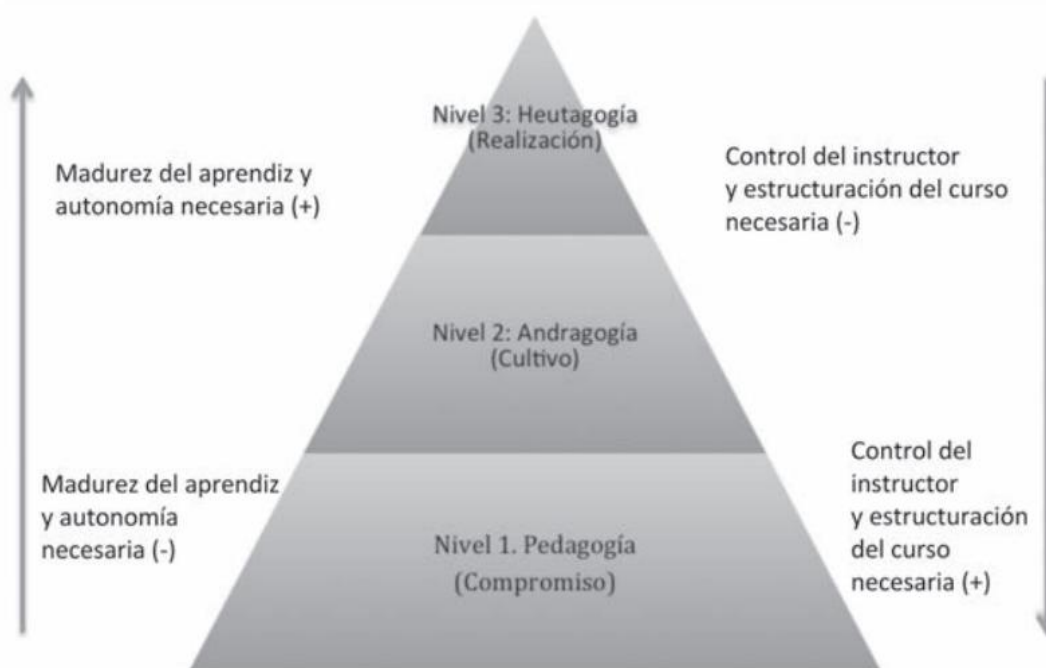 Nivel 3: Heutagogía
(Realización)
Madurez del aprendiz y
autonomía necesaria (+)
Control del instructor
y estructuración del curso
necesaria (-)
Nivel 2: Andragogía
(Cultivo)
Madurez del aprendiz
y autonomía
necesaria (-)
Control del
instructor
y estructuración
del curso
necesaria (+)
Nivel 1. Pedagogía
(Compromiso)